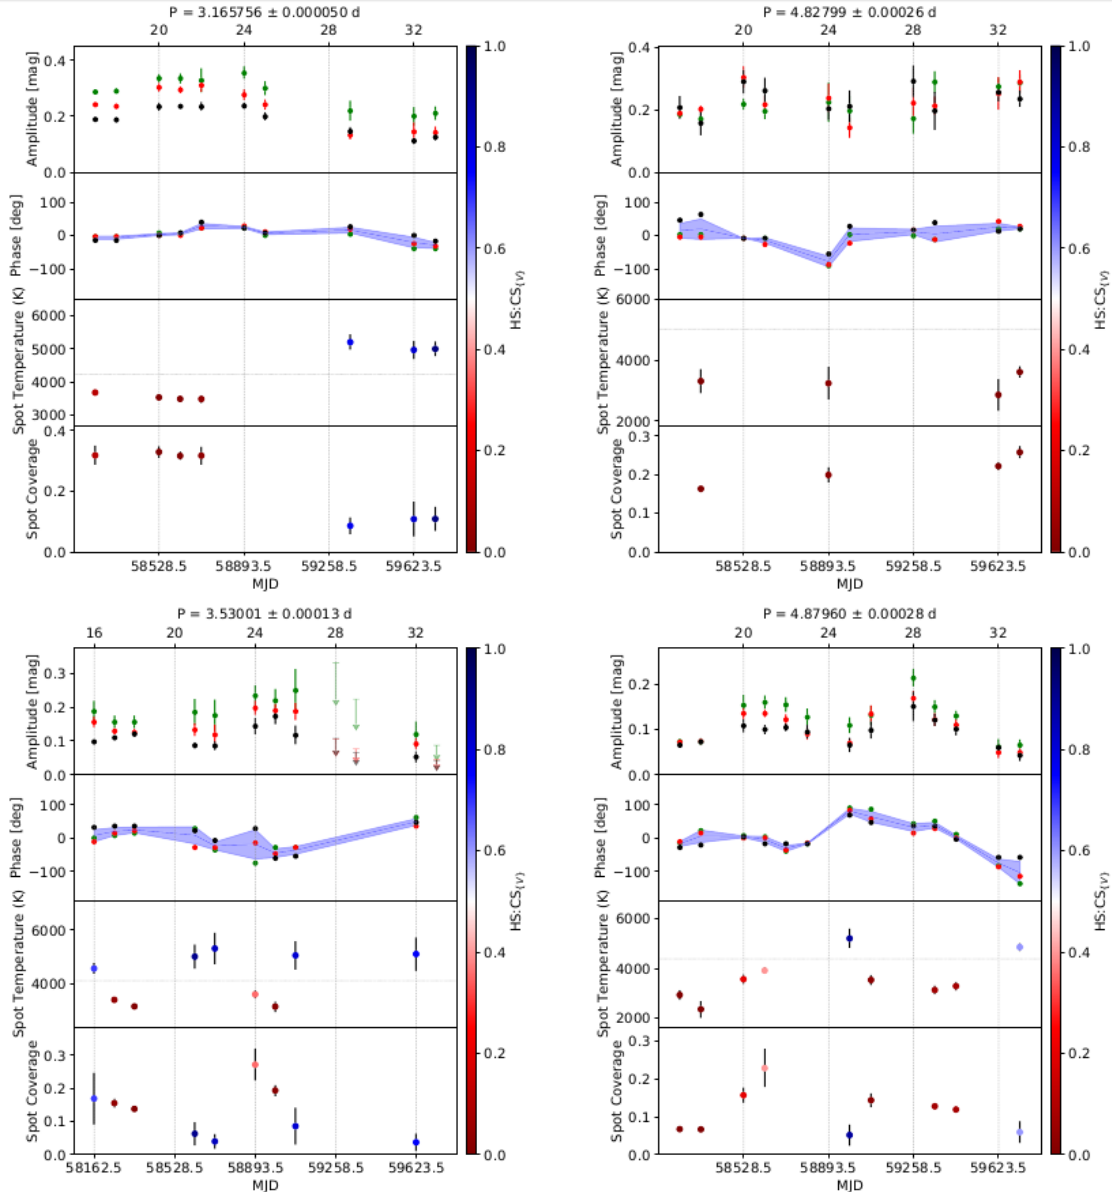 P = 3.165756 ± 0.000050 d
20 24 28 32
Amplitude [mag]
0.4
0.2
0.0
Phase [deg]
100
0
−100
Spot Temperature (K)
6000
5000
4000
3000
Spot Coverage
0.4
0.2
0.0
58528.5 58893.5 59258.5 59623.5
MJD
1.0
0.8
0.6
0.4
0.2
0.0
HS:CS{V}
P = 4.82799 ± 0.00026 d
20 24 28 32
Amplitude [mag]
0.4
0.2
0.0
Phase [deg]
100
0
−100
Spot Temperature (K)
6000
4000
2000
Spot Coverage
0.3
0.2
0.1
0.0
58528.5 58893.5 59258.5 59623.5
MJD
1.0
0.8
0.6
0.4
0.2
0.0
HS:CS{V}
P = 3.53001 ± 0.00013 d
16 20 24 28 32
Amplitude [mag]
0.3
0.2
0.1
0.0
Phase [deg]
100
0
−100
Spot Temperature (K)
6000
4000
Spot Coverage
0.3
0.2
0.1
0.0
58162.5 58528.5 58893.5 59258.5 59623.5
MJD
1.0
0.8
0.6
0.4
0.2
0.0
HS:CS{V}
P = 4.87960 ± 0.00028 d
20 24 28 32
Amplitude [mag]
0.2
0.1
0.0
Phase [deg]
100
0
−100
Spot Temperature (K)
6000
4000
2000
Spot Coverage
0.3
0.2
0.1
0.0
58528.5 58893.5 59258.5 59623.5
MJD
1.0
0.8
0.6
0.4
0.2
0.0
HS:CS{V}